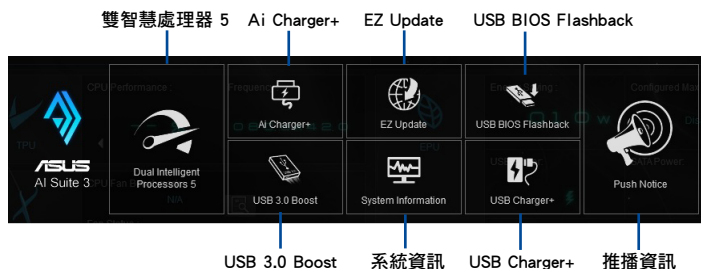 雙智慧處理器 5 Ai Charger+ EZ Update USB BIOS Flashback
CPU Performance : Frequency
Configured Max
Ai Charger+ EZ Update USB BIOS Flashback
TPU
EPU
ASUS
AI Suite 3
Dual Intelligent
Processors 5
N/A
USB 3.0 Boost System Information USB Charger+ Push Notice
USB 3.0 Boost 系統資訊 USB Charger+ 推播資訊